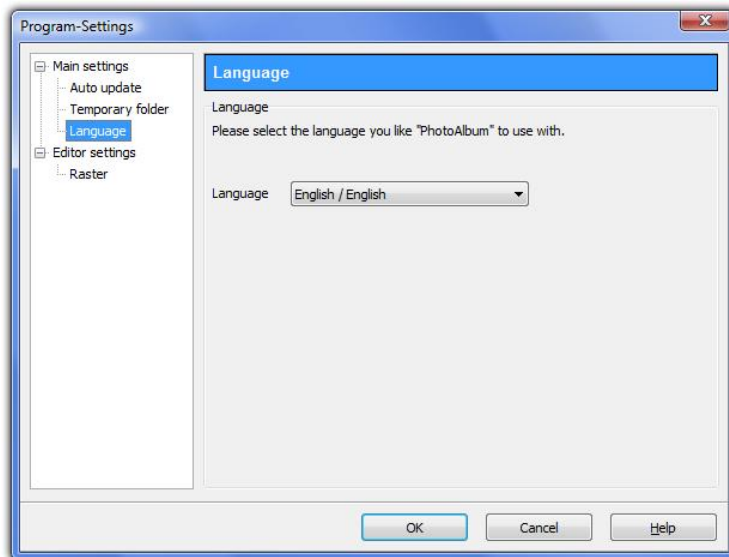 Program-Settings
Main settings
Auto update
Temporary folder
Language
Editor settings
Raster
Language
Language
Please select the language you like "PhotoAlbum" to use with.
Language English / English
OK Cancel Help